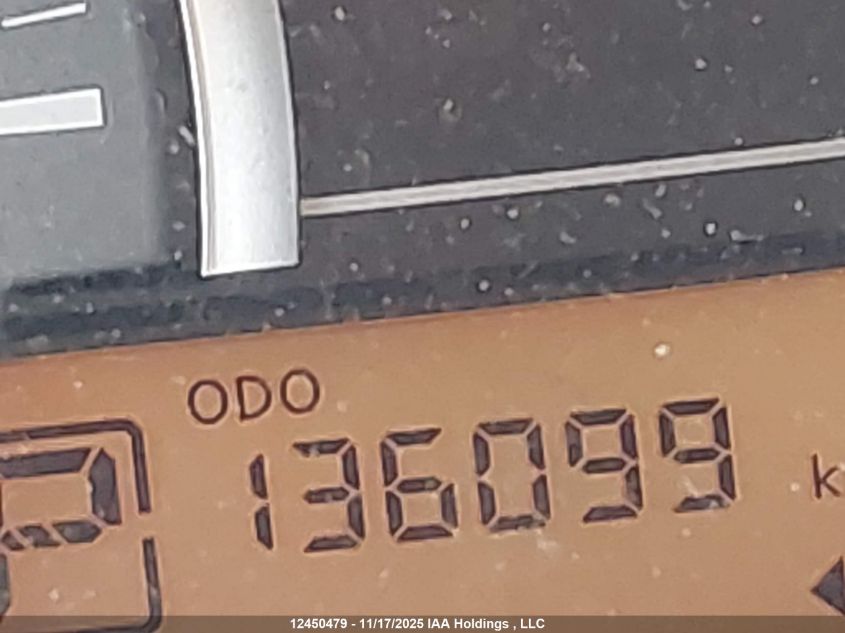 ODO
136099 k
P
12450479 - 11/17/2025 IAA Holdings , LLC